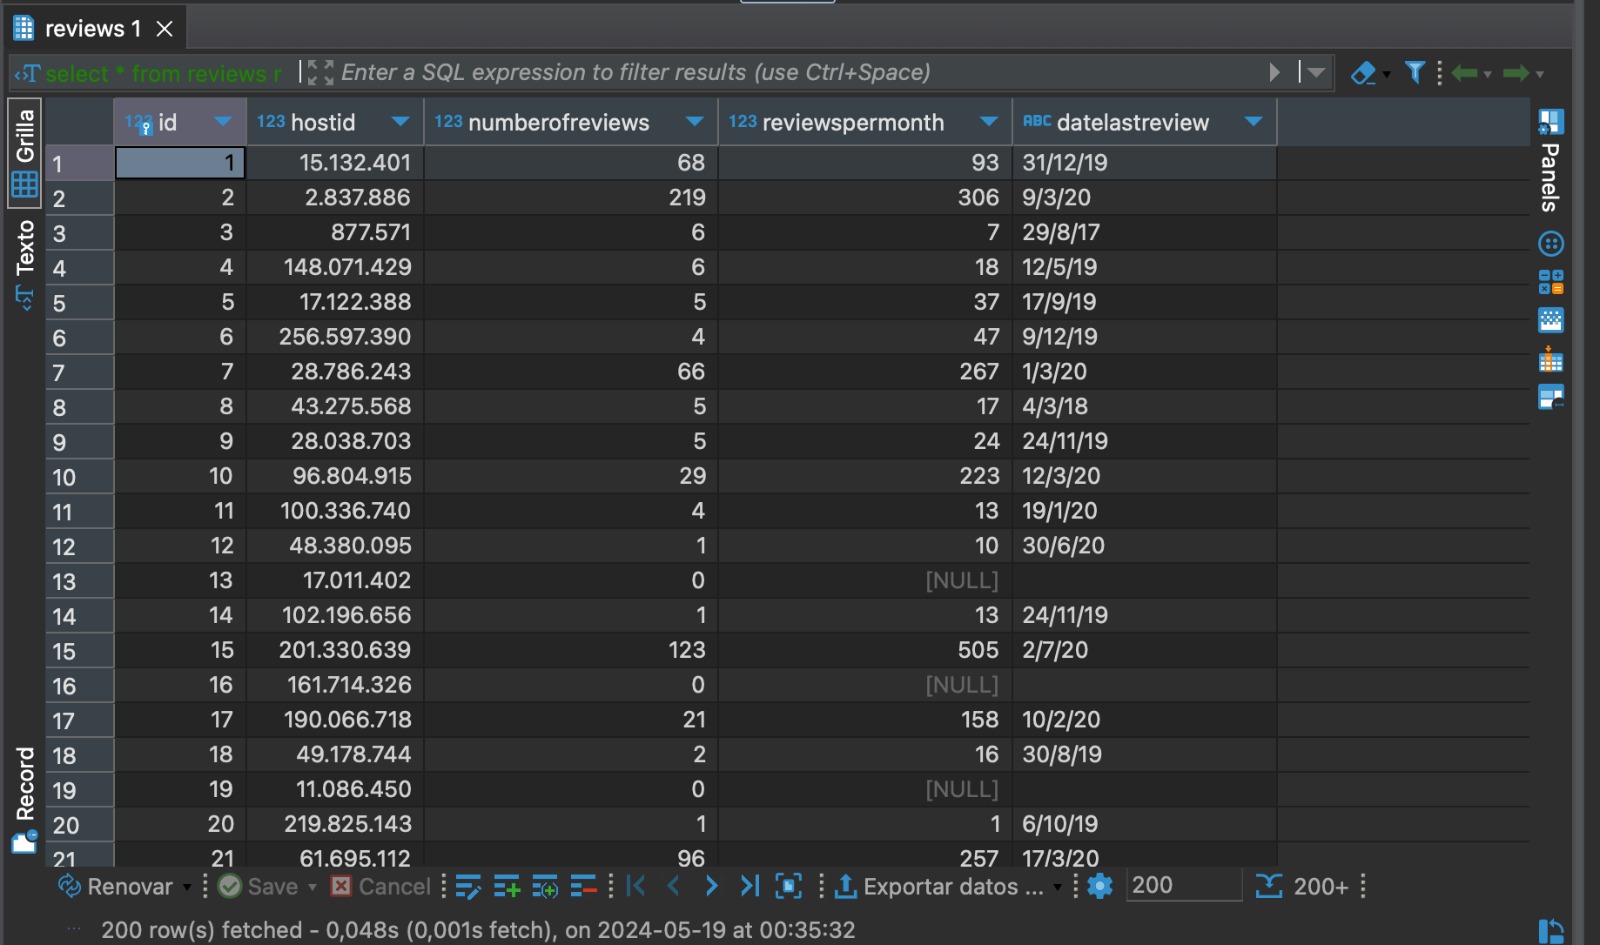 reviews 1
select * from reviews r Enter a SQL expression to filter results (use Ctrl+Space)
Grilla
Texto
Record
Panels
123 id 123 hostid 123 numberofreviews 123 reviewspermonth ABC datelastreview
1 1 15.132.401 68 93 31/12/19
2 2 2.837.886 219 306 9/3/20
3 3 877.571 6 7 29/8/17
4 4 148.071.429 6 18 12/5/19
5 5 17.122.388 5 37 17/9/19
6 6 256.597.390 4 47 9/12/19
7 7 28.786.243 66 267 1/3/20
8 8 43.275.568 5 17 4/3/18
9 9 28.038.703 5 24 24/11/19
10 10 96.804.915 29 223 12/3/20
11 11 100.336.740 4 13 19/1/20
12 12 48.380.095 1 10 30/6/20
13 13 17.011.402 0 [NULL]
14 14 102.196.656 1 13 24/11/19
15 15 201.330.639 123 505 2/7/20
16 16 161.714.326 0 [NULL]
17 17 190.066.718 21 158 10/2/20
18 18 49.178.744 2 16 30/8/19
19 19 11.086.450 0 [NULL]
20 20 219.825.143 1 1 6/10/19
21 21 61.695.112 96 257 17/3/20
Renovar Save Cancel Exportar datos ... 200 200+
200 row(s) fetched - 0,048s (0,001s fetch), on 2024-05-19 at 00:35:32